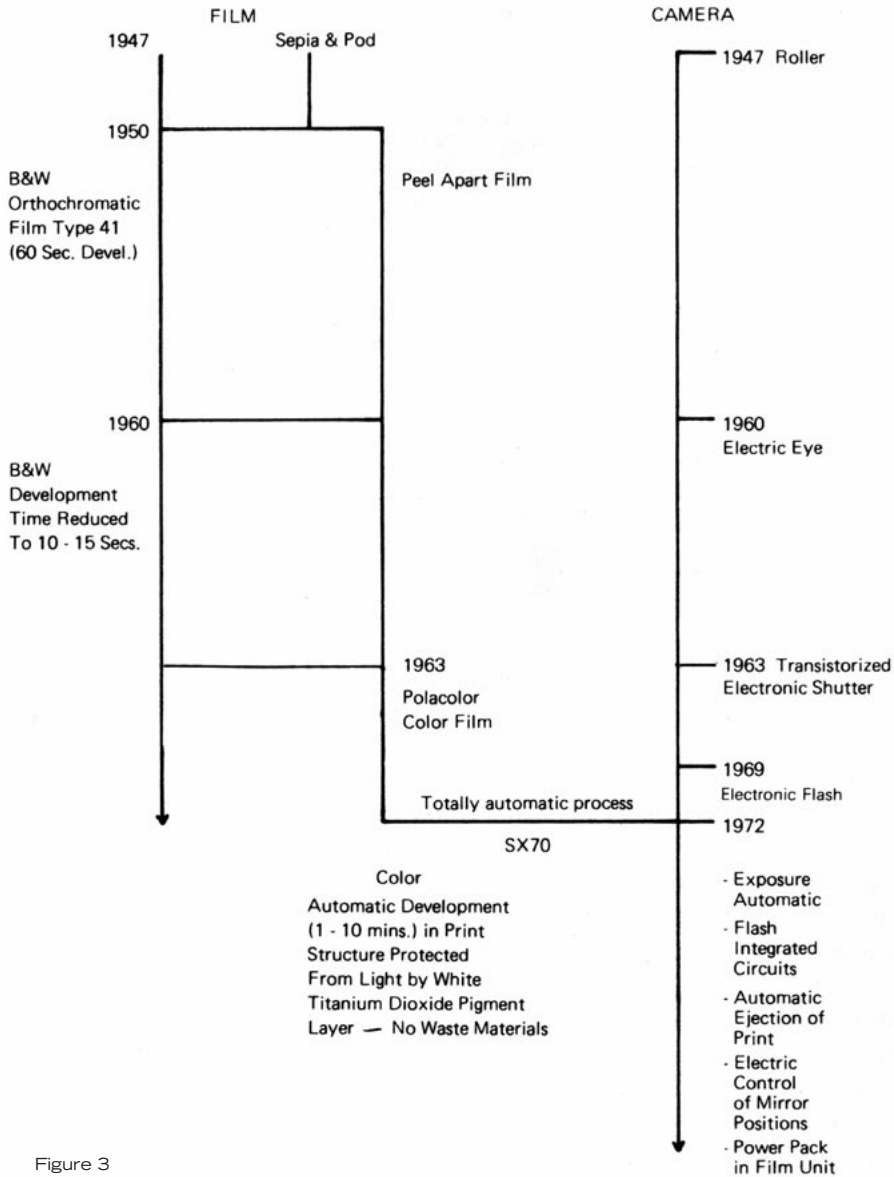 FILM
CAMERA
1947
Sepia & Pod
1947 Roller
1950
B&W
Orthochromatic
Film Type 41
(60 Sec. Devel.)
Peel Apart Film
1960
1960
Electric Eye
B&W
Development
Time Reduced
To 10 - 15 Secs.
1963
Polacolor
Color Film
1963 Transistorized
Electronic Shutter
1969
Electronic Flash
Totally automatic process
1972
SX70
Color
Automatic Development
(1 - 10 mins.) in Print
Structure Protected
From Light by White
Titanium Dioxide Pigment
Layer — No Waste Materials
- Exposure
Automatic
- Flash
Integrated
Circuits
- Automatic
Ejection of
Print
- Electric
Control
of Mirror
Positions
- Power Pack
in Film Unit
Figure 3